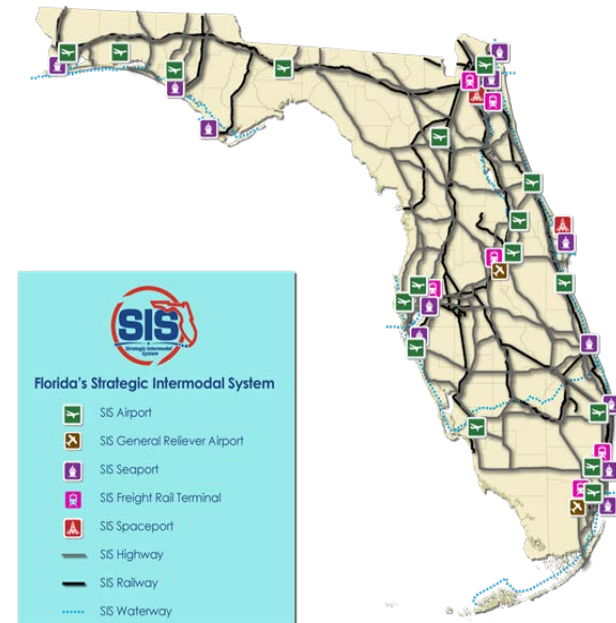 SIS
Strategic Intermodal
System
Florida's Strategic Intermodal System
SIS Airport
SIS General Reliever Airport
SIS Seaport
SIS Freight Rail Terminal
SIS Spaceport
SIS Highway
SIS Railway
SIS Waterway